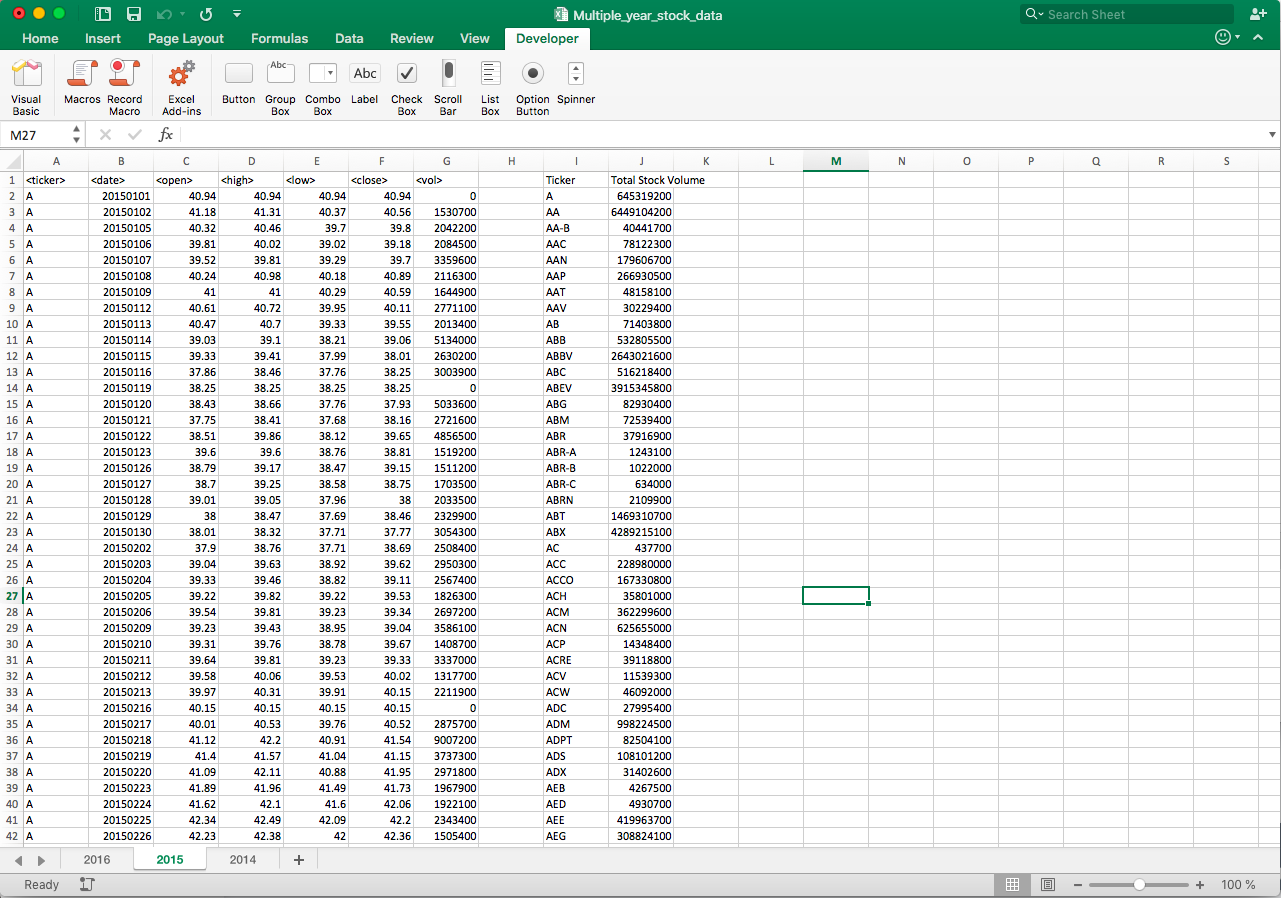 Multiple_year_stock_data
Search Sheet
Home Insert Page Layout Formulas Data Review View Developer
Visual Basic Macros Record Macro Excel Add-ins Button Group Box Combo Box Label Check Box Scroll Bar List Box Option Button Spinner
Abc Abc
M27 fx
A B C D E F G H I J K L M N O P Q R S
1 <ticker> <date> <open> <high> <low> <close> <vol> Ticker Total Stock Volume
2 A 20150101 40.94 40.94 40.94 40.94 0 A 645319200
3 A 20150102 41.18 41.31 40.37 40.56 1530700 AA 6449104200
4 A 20150105 40.32 40.46 39.7 39.8 2042200 AA-B 40441700
5 A 20150106 39.81 40.02 39.02 39.18 2084500 AAC 78122300
6 A 20150107 39.52 39.81 39.29 39.7 3359600 AAN 179606700
7 A 20150108 40.24 40.98 40.18 40.89 2116300 AAP 266930500
8 A 20150109 41 41 40.29 40.59 1644900 AAT 48158100
9 A 20150112 40.61 40.72 39.95 40.11 2771100 AAV 30229400
10 A 20150113 40.47 40.7 39.33 39.55 2013400 AB 71403800
11 A 20150114 39.03 39.1 38.21 39.06 5134000 ABB 532805500
12 A 20150115 39.33 39.41 37.99 38.01 2630200 ABBV 2643021600
13 A 20150116 37.86 38.46 37.76 38.25 3003900 ABC 516218400
14 A 20150119 38.25 38.25 38.25 38.25 0 ABEV 3915345800
15 A 20150120 38.43 38.66 37.76 37.93 5033600 ABG 82930400
16 A 20150121 37.75 38.41 37.68 38.16 2721600 ABM 72539400
17 A 20150122 38.51 39.86 38.12 39.65 4856500 ABR 37916900
18 A 20150123 39.6 39.6 38.76 38.81 1519200 ABR-A 1243100
19 A 20150126 38.79 39.17 38.47 39.15 1511200 ABR-B 1022000
20 A 20150127 38.7 39.25 38.58 38.75 1703500 ABR-C 634000
21 A 20150128 39.01 39.05 37.96 38 2033500 ABRN 2109900
22 A 20150129 38 38.47 37.69 38.46 2329900 ABT 1469310700
23 A 20150130 38.01 38.32 37.71 37.77 3054300 ABX 4289215100
24 A 20150202 37.9 38.76 37.71 38.69 2508400 AC 437700
25 A 20150203 39.04 39.63 38.92 39.62 2950300 ACC 228980000
26 A 20150204 39.33 39.46 38.82 39.11 2567400 ACCO 167330800
27 A 20150205 39.22 39.82 39.22 39.53 1826300 ACH 35801000
28 A 20150206 39.54 39.81 39.23 39.34 2697200 ACM 362299600
29 A 20150209 39.23 39.43 38.95 39.04 3586100 ACN 625655000
30 A 20150210 39.31 39.76 38.78 39.67 1408700 ACP 14348400
31 A 20150211 39.64 39.81 39.23 39.33 3337000 ACRE 39118800
32 A 20150212 39.58 40.06 39.53 40.02 1317700 ACV 11539300
33 A 20150213 39.97 40.31 39.91 40.15 2211900 ACW 46092000
34 A 20150216 40.15 40.15 40.15 40.15 0 ADC 27995400
35 A 20150217 40.01 40.53 39.76 40.52 2875700 ADM 998224500
36 A 20150218 41.12 42.2 40.91 41.54 9007200 ADPT 82504100
37 A 20150219 41.4 41.57 41.04 41.15 3737300 ADS 108101200
38 A 20150220 41.09 42.11 40.88 41.95 2971800 ADX 31402600
39 A 20150223 41.89 41.96 41.49 41.73 1967900 AEB 4267500
40 A 20150224 41.62 42.1 41.6 42.06 1922100 AED 4930700
41 A 20150225 42.34 42.49 42.09 42.2 2343400 AEE 419963700
42 A 20150226 42.23 42.38 42 42.36 1505400 AEG 308824100
2016 2015 2014 +
Ready 100 %